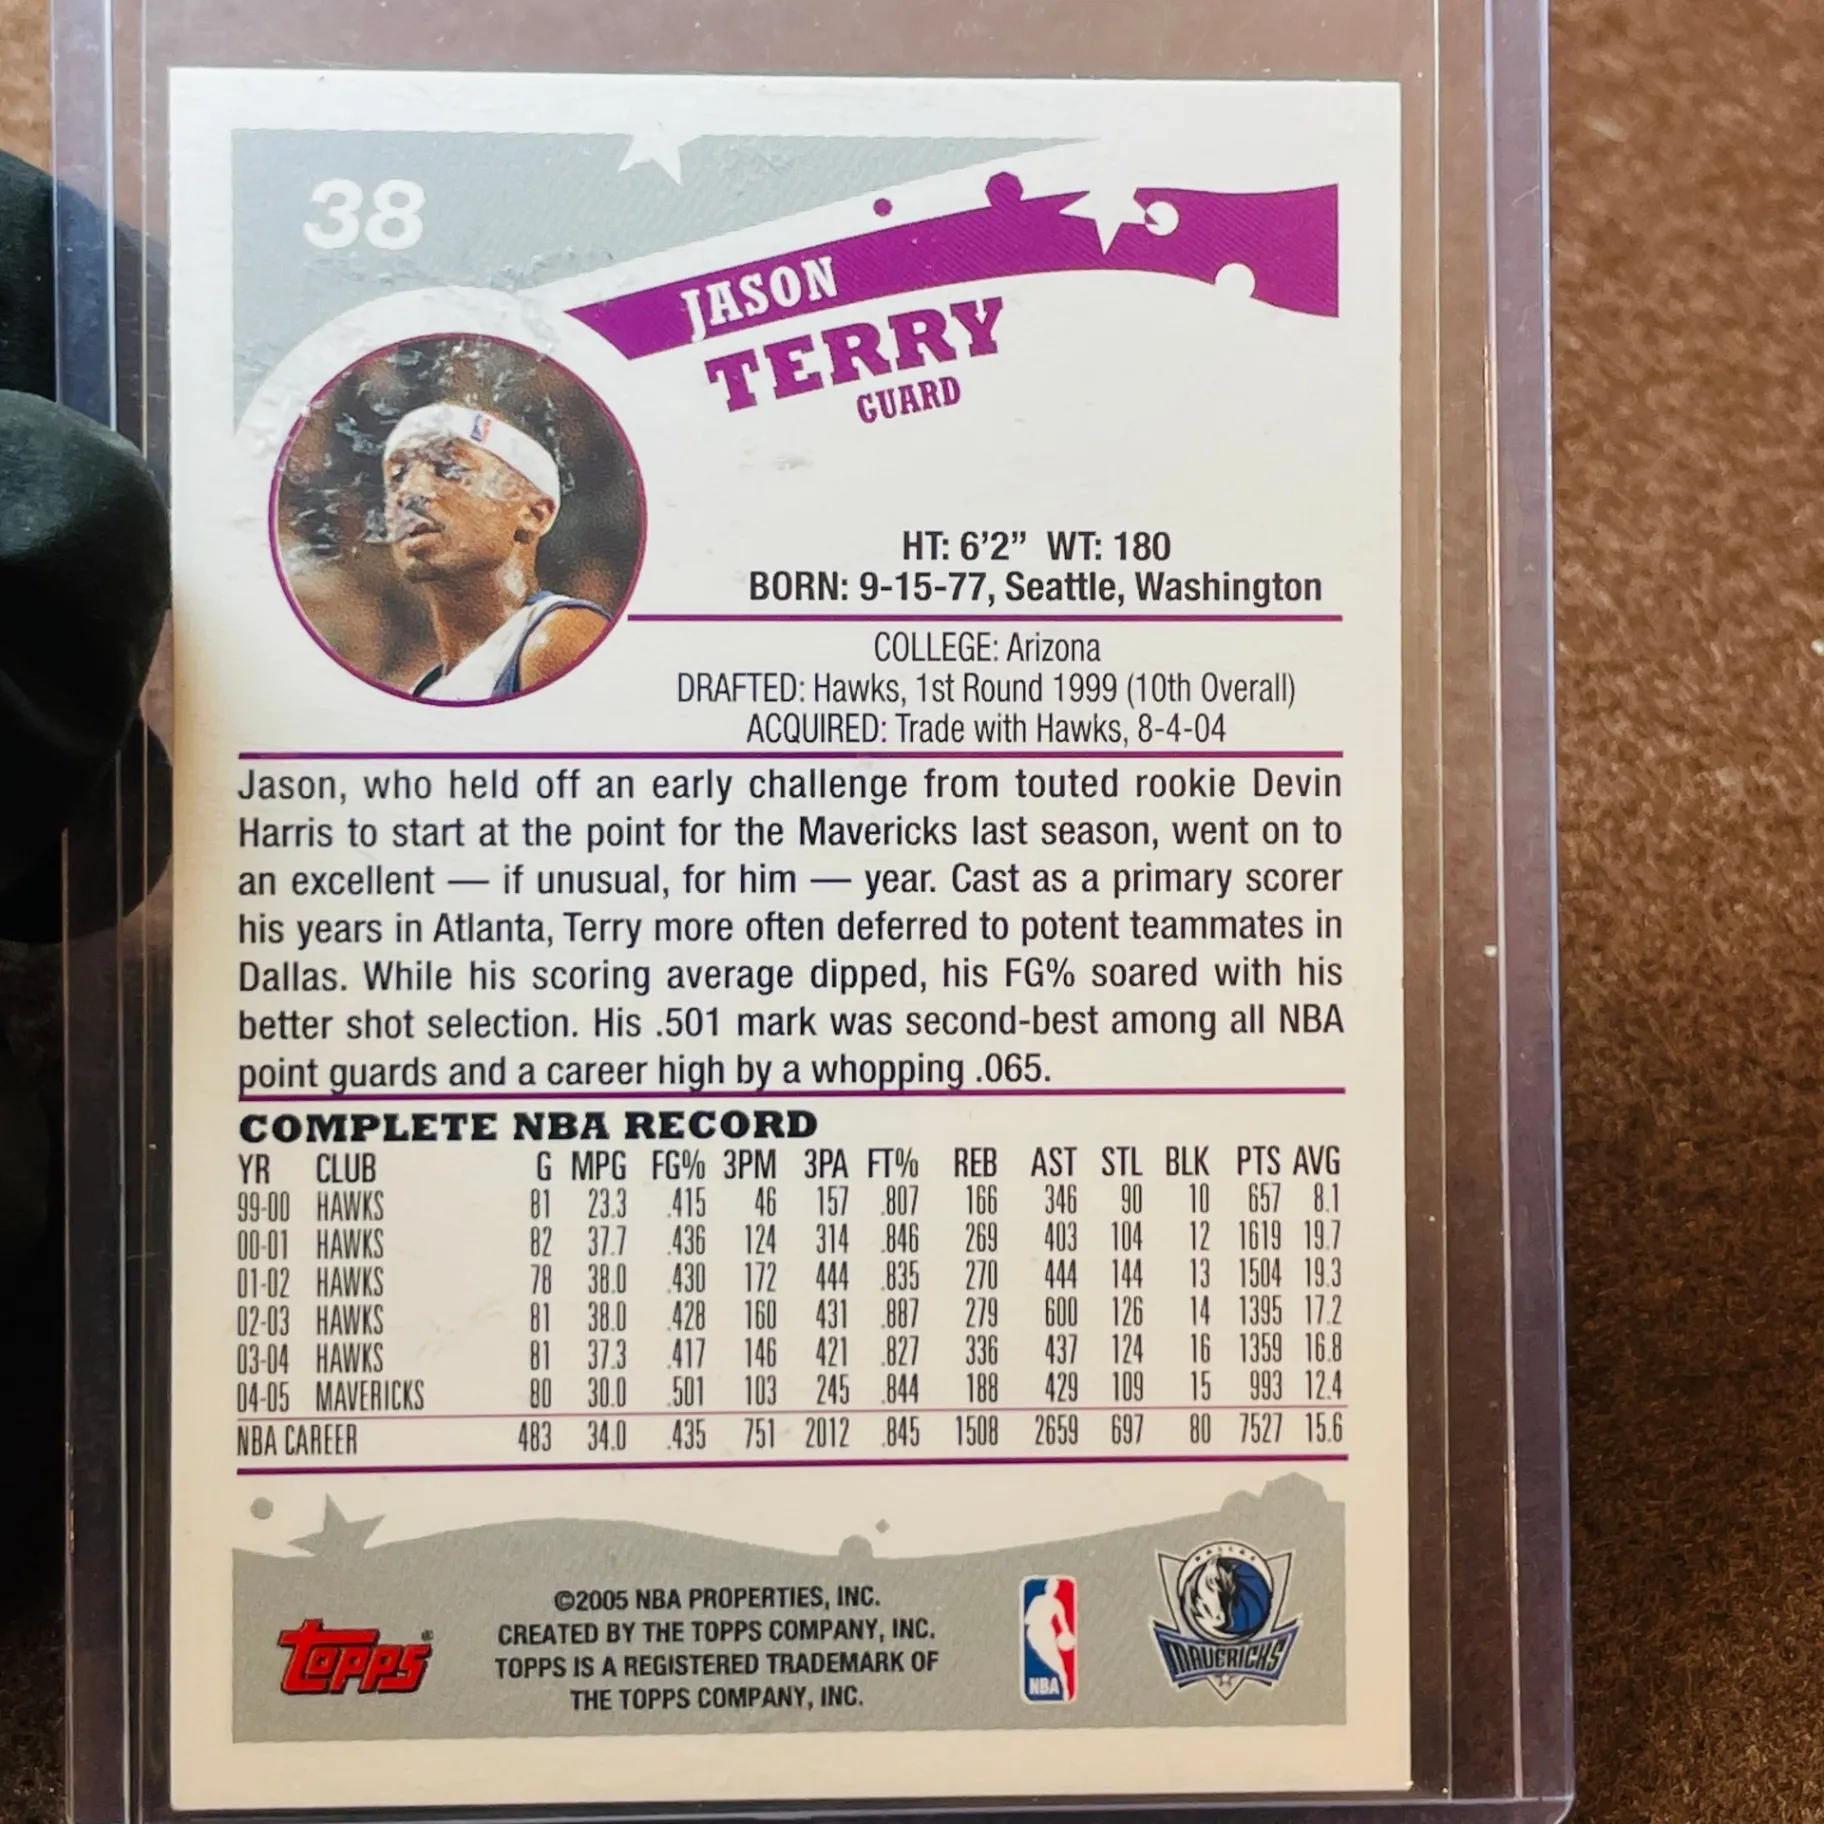 38
JASON
TERRY
GUARD
HT: 6'2" WT: 180
BORN: 9-15-77, Seattle, Washington
COLLEGE: Arizona
DRAFTED: Hawks, 1st Round 1999 (10th Overall)
ACQUIRED: Trade with Hawks, 8-4-04
Jason, who held off an early challenge from touted rookie Devin
Harris to start at the point for the Mavericks last season, went on to
an excellent — if unusual, for him — year. Cast as a primary scorer
his years in Atlanta, Terry more often deferred to potent teammates in
Dallas. While his scoring average dipped, his FG% soared with his
better shot selection. His .501 mark was second-best among all NBA
point guards and a career high by a whopping .065.
COMPLETE NBA RECORD
YR CLUB G MPG FG% 3PM 3PA FT% REB AST STL BLK PTS AVG
99-00 HAWKS 81 23.3 .415 46 157 .807 166 346 90 10 657 8.1
00-01 HAWKS 82 37.7 .436 124 314 .846 269 403 104 12 1619 19.7
01-02 HAWKS 78 38.0 .430 172 444 .835 270 444 144 13 1504 19.3
02-03 HAWKS 81 38.0 .428 160 431 .887 279 600 126 14 1395 17.2
03-04 HAWKS 81 37.3 .417 146 421 .827 336 437 124 16 1359 16.8
04-05 MAVERICKS 80 30.0 .501 103 245 .844 188 429 109 15 993 12.4
NBA CAREER 483 34.0 .435 751 2012 .845 1508 2659 697 80 7527 15.6
©2005 NBA PROPERTIES, INC.
CREATED BY THE TOPPS COMPANY, INC.
TOPPS IS A REGISTERED TRADEMARK OF
THE TOPPS COMPANY, INC.
topps®
NBA
DALLAS
MAVERICKS